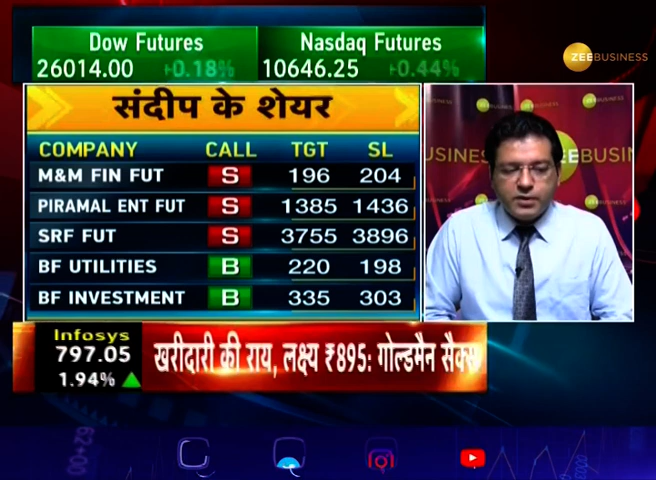 Dow Futures
26014.00 +0.18%
Nasdaq Futures
10646.25 +0.44%
ZEEBUSINESS
संदीप के शेयर
COMPANY CALL TGT SL
M&M FIN FUT S 196 204
PIRAMAL ENT FUT S 1385 1436
SRF FUT S 3755 3896
BF UTILITIES B 220 198
BF INVESTMENT B 335 303
USINES
EEBUSIN
Infosys
797.05
1.94%
खरीदारी की राय, लक्ष्य ₹895: गोल्डमैन सैक्स